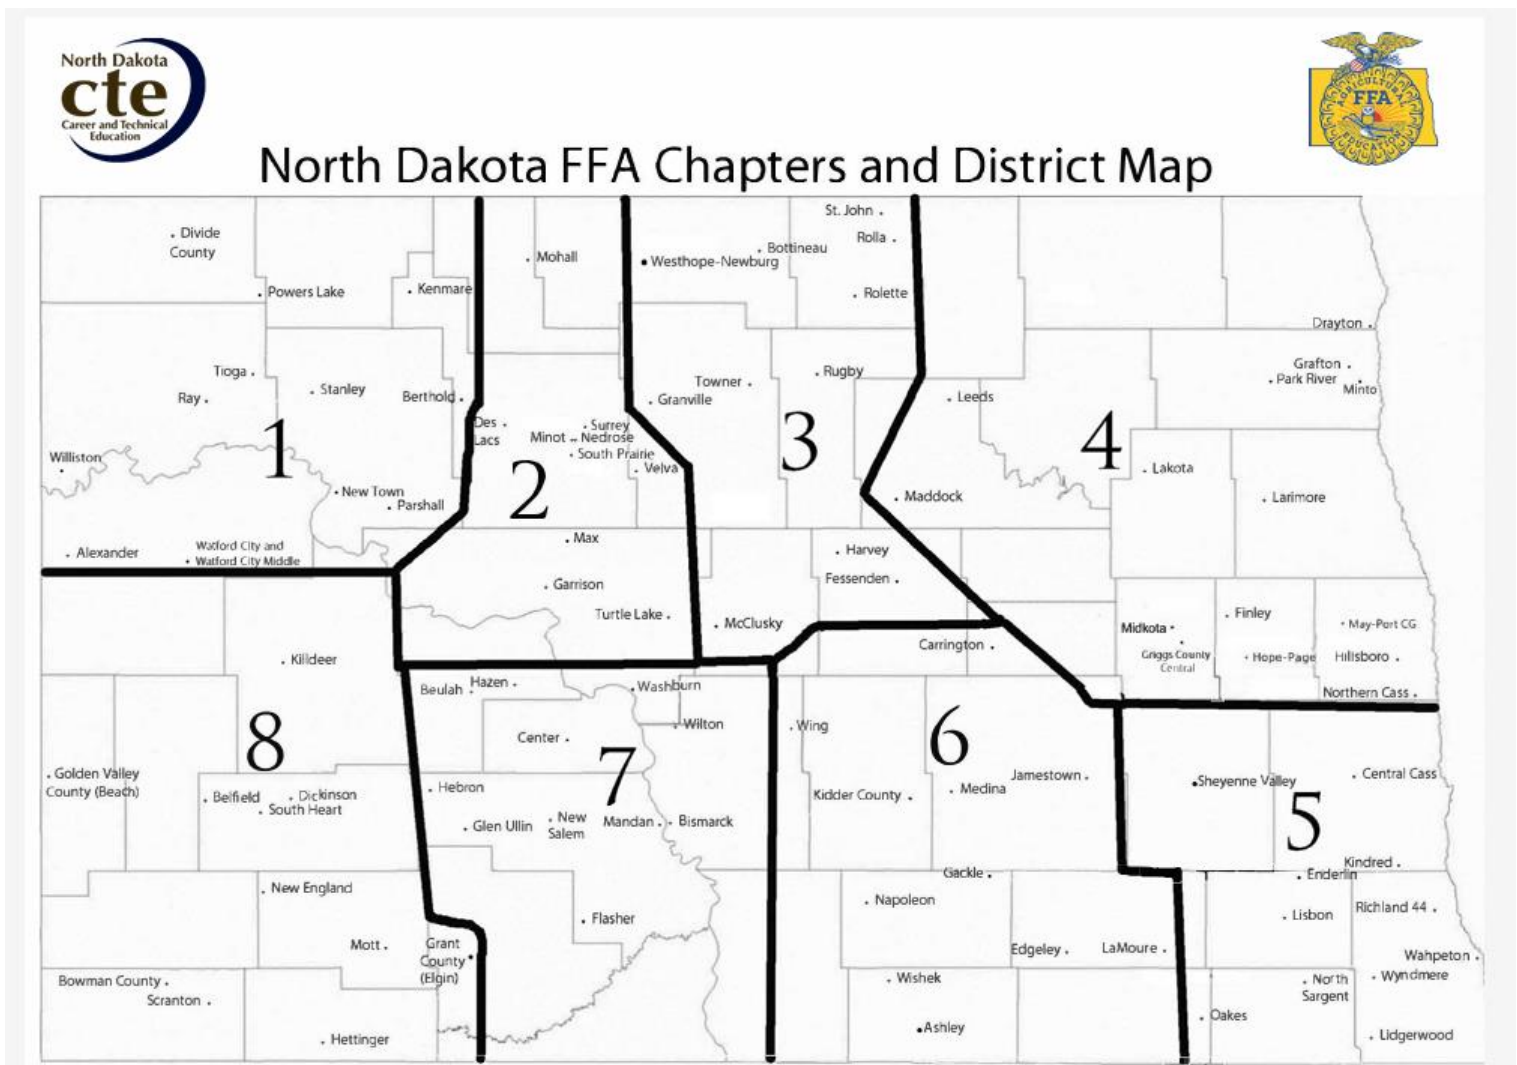 North Dakota
cte
Career and Technical
Education
AGRICULTURAL
FFA
EDUCATION
North Dakota FFA Chapters and District Map
St. John
Divide
County
Rolla
Mohall
Bottineau
Westhope-Newburg
Powers Lake
Kenmare
Rolette
Drayton
Tioga
Stanley
Ray
Berthold
Towner
Rugby
Granville
Leeds
Grafton
Park River
Minto
1
Des
Lacs
Surrey
Minot
Nedrose
South Prairie
Velva
2
3
4
Williston
New Town
Parshall
Maddock
Lakota
Larimore
Alexander
Watford City and
Watford City Middle
Max
Garrison
Turtle Lake
Harvey
Fessenden
McClusky
Carrington
Midkota
Griggs County
Central
Finley
May-Port CG
Hope-Page
Hillsboro
Northern Cass
Killdeer
Beulah
Hazen
Washburn
Center
Wilton
Wing
8
7
6
5
Golden Valley
County (Beach)
Belfield
Dickinson
South Heart
Hebron
Glen Ullin
New
Salem
Mandan
Bismarck
Kidder County
Medina
Jamestown
Sheyenne Valley
Central Cass
Kindred
Enderlin
New England
Flasher
Gackle
Napoleon
Lisbon
Richland 44
Mott
Grant
County
(Elgin)
Edgeley
LaMoure
Wahpeton
Bowman County
Scranton
Wishek
North
Sargent
Wyndmere
Hettinger
Ashley
Oakes
Lidgerwood